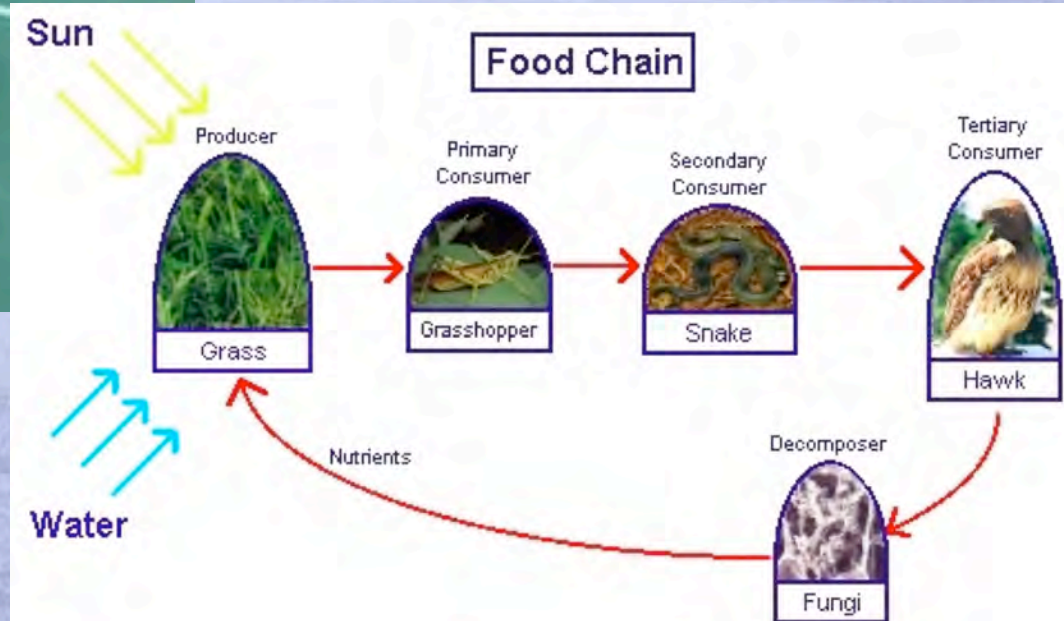 Sun
Food Chain
Producer
Primary
Consumer
Secondary
Consumer
Tertiary
Consumer
Grass
Grasshopper
Snake
Hawk
Nutrients
Decomposer
Water
Fungi